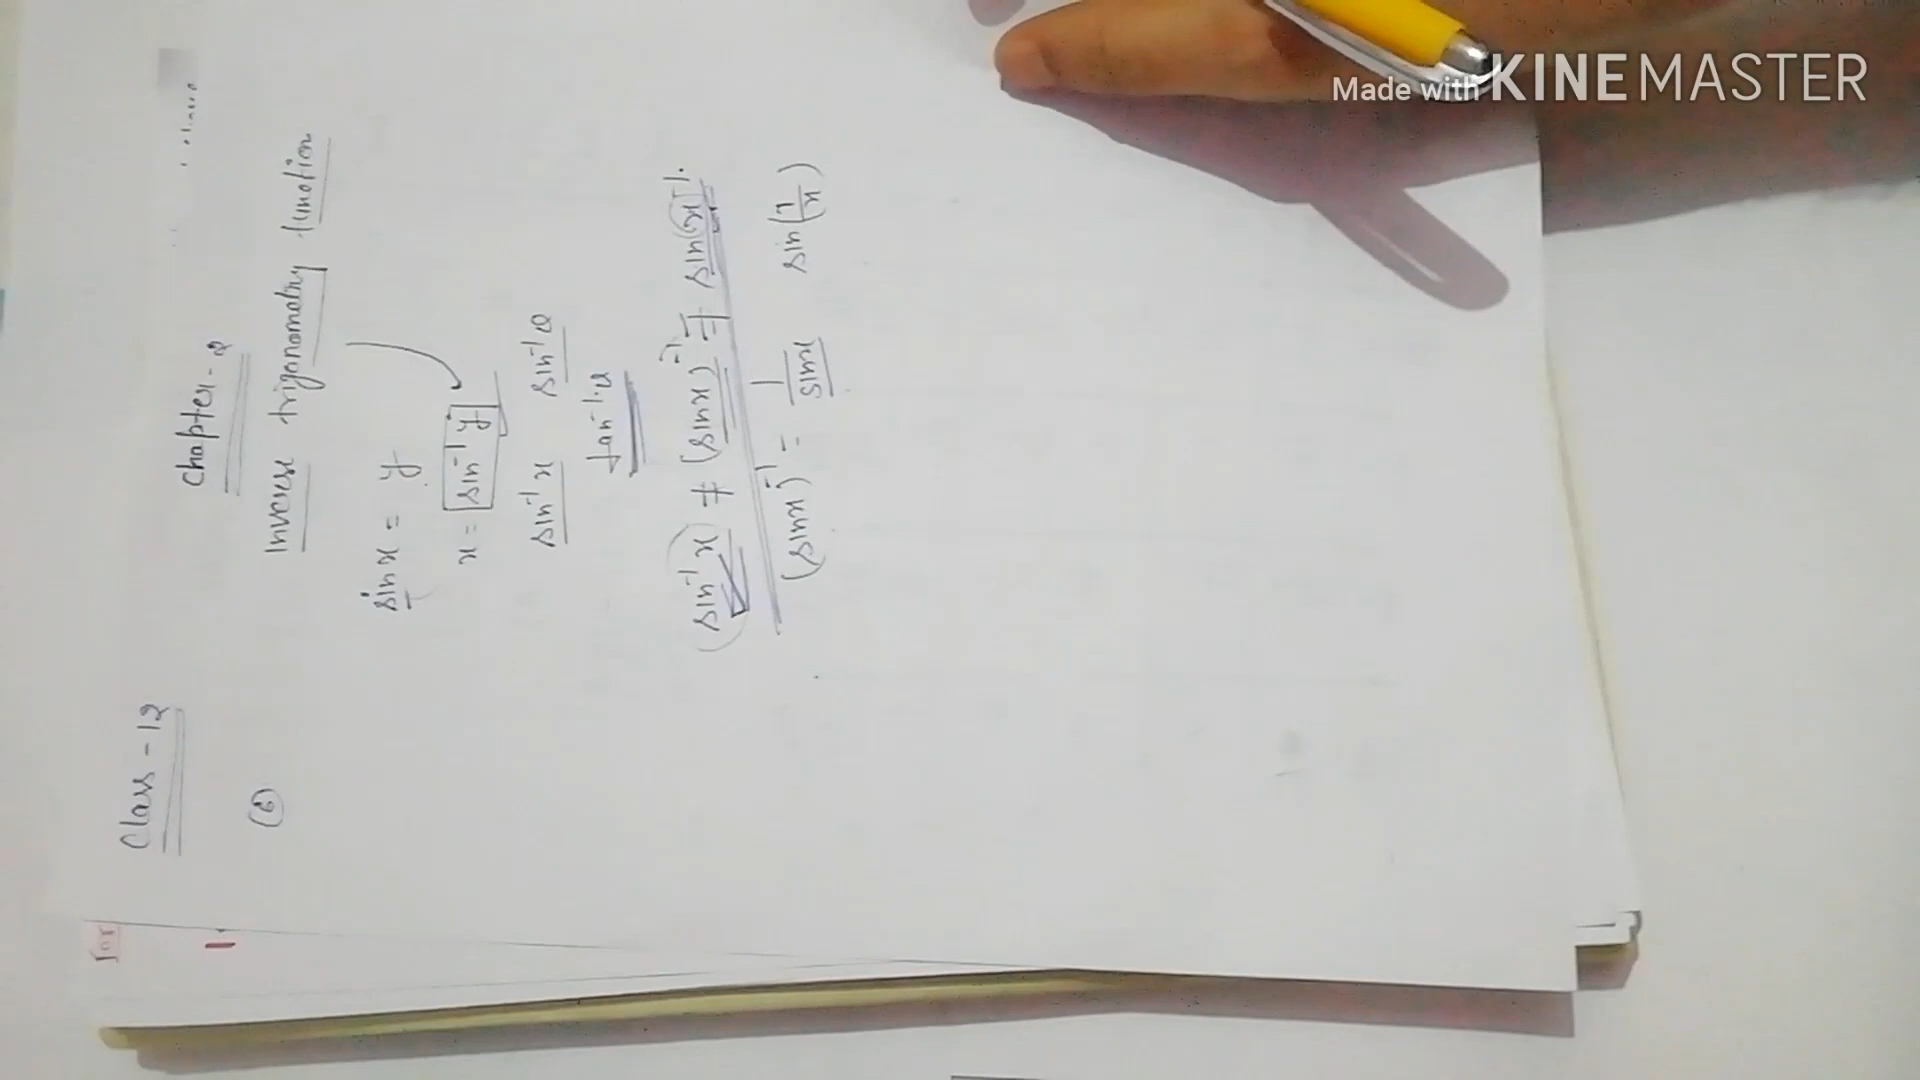 Made with KINEMASTER
Class - 12
Chapter - 2
Inverse trigonometry function
sin x = y
x = sin⁻¹ y
sin⁻¹ x sin⁻¹ θ
tan⁻¹ θ
(sin⁻¹ x) ≠ (sin x)⁻¹ ≠ sin(x)⁻¹
(sin x)⁻¹ = 1/sin x sin(1/x)